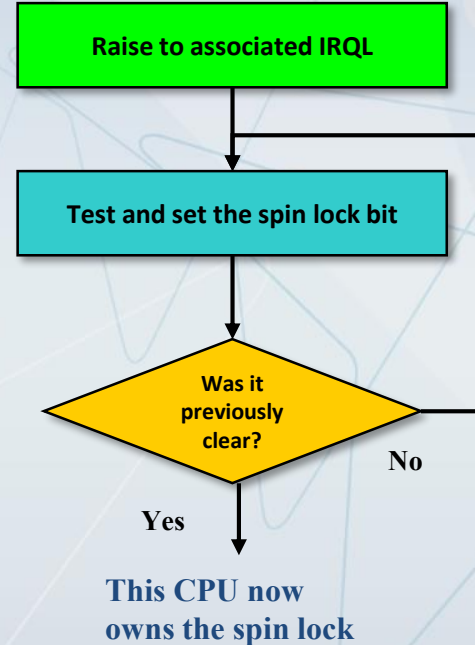 Raise to associated IRQL
Test and set the spin lock bit
Was it
previously
clear?
No
Yes
This CPU now
owns the spin lock